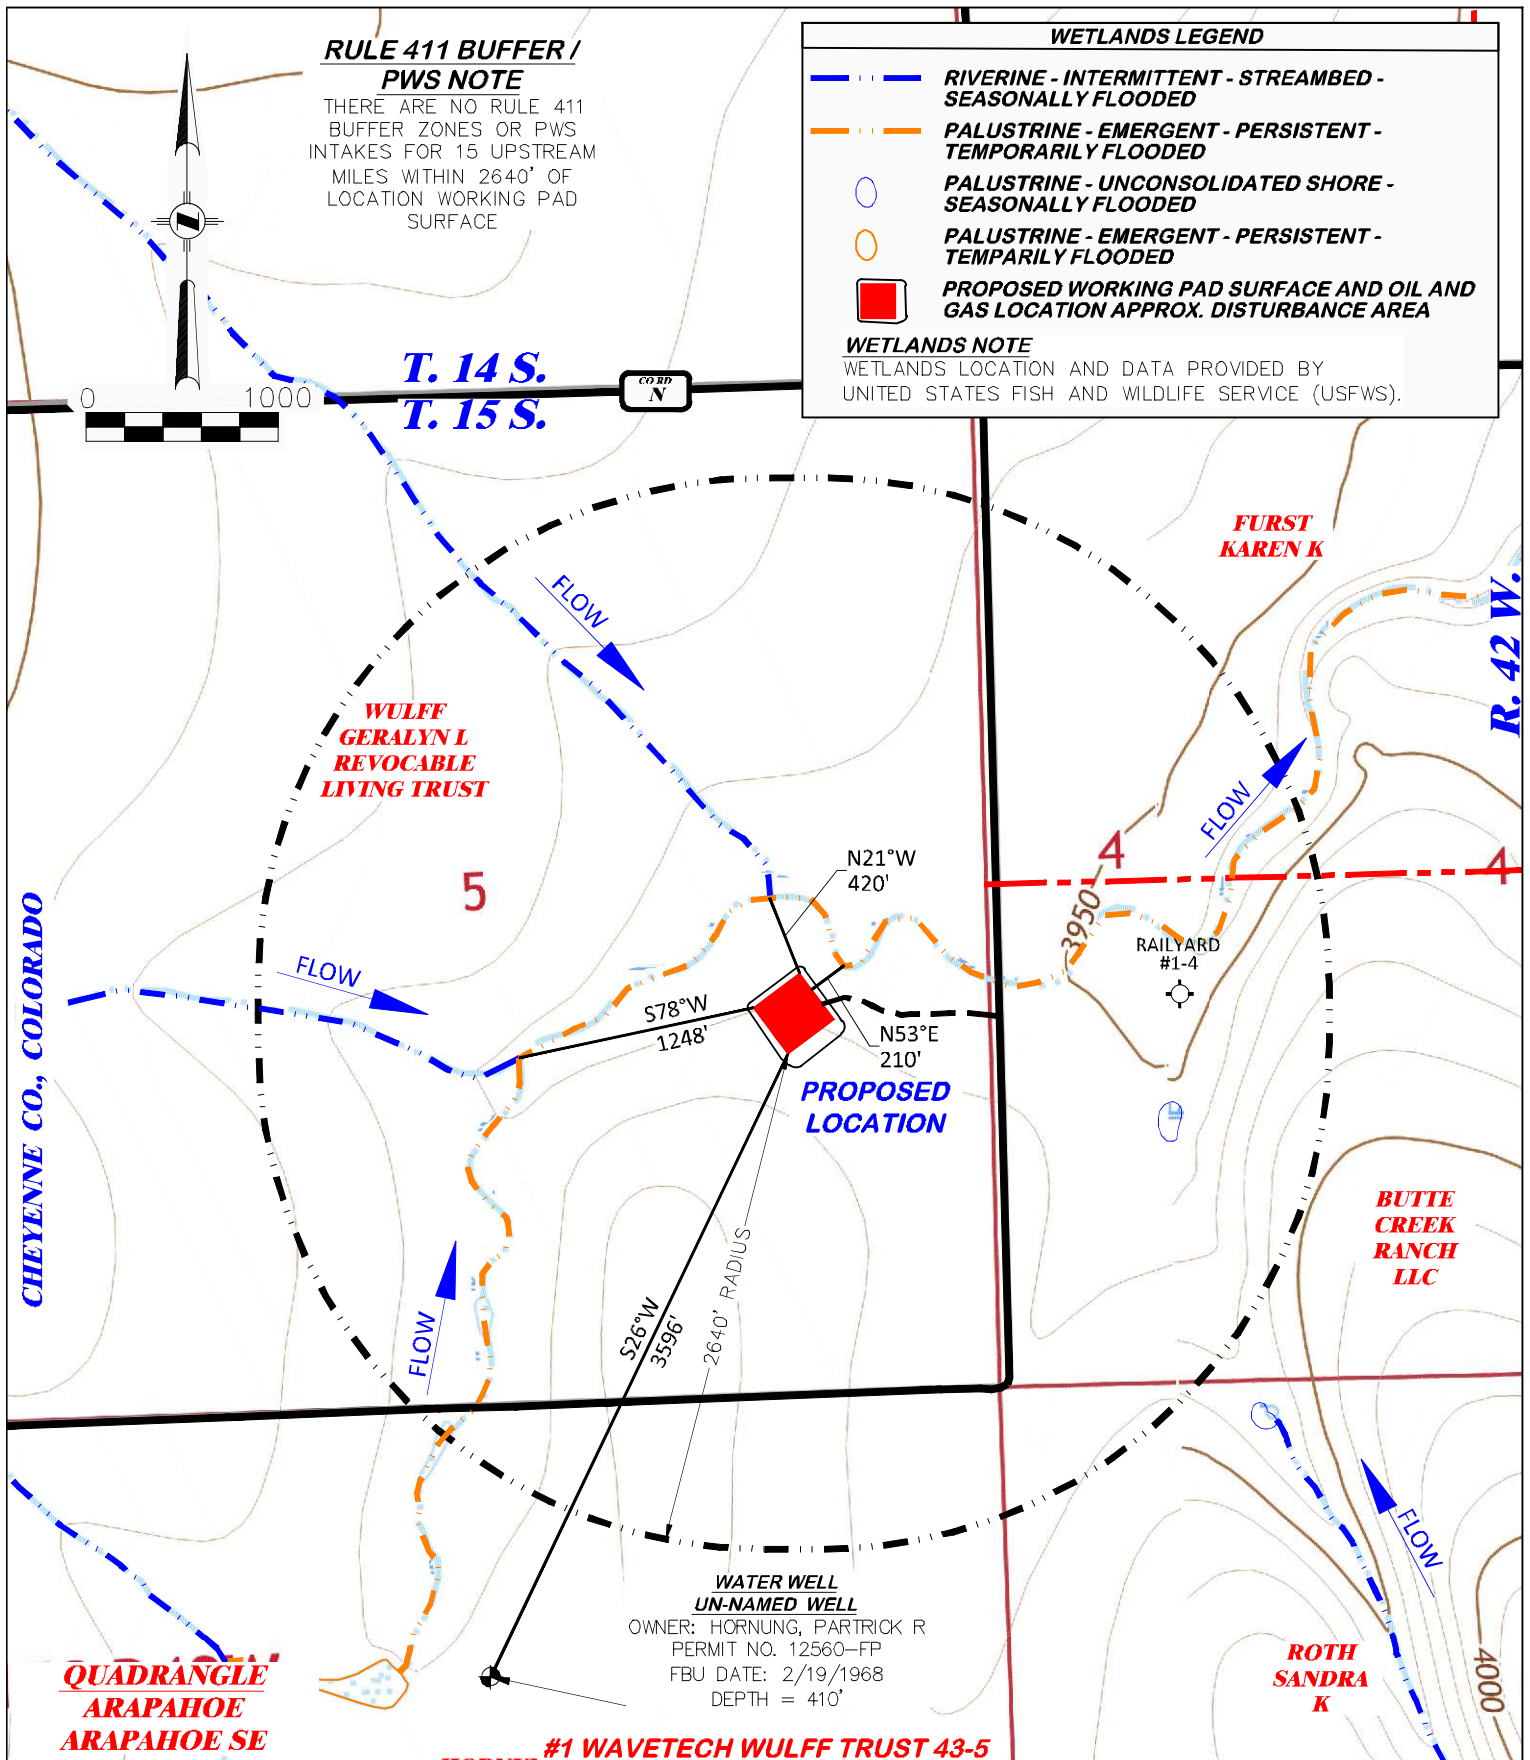 RULE 411 BUFFER /
PWS NOTE
THERE ARE NO RULE 411
BUFFER ZONES OR PWS
INTAKES FOR 15 UPSTREAM
MILES WITHIN 2640' OF
LOCATION WORKING PAD
SURFACE
WETLANDS LEGEND
RIVERINE - INTERMITTENT - STREAMBED -
SEASONALLY FLOODED
PALUSTRINE - EMERGENT - PERSISTENT -
TEMPORARILY FLOODED
PALUSTRINE - UNCONSOLIDATED SHORE -
SEASONALLY FLOODED
PALUSTRINE - EMERGENT - PERSISTENT -
TEMPARILY FLOODED
PROPOSED WORKING PAD SURFACE AND OIL AND
GAS LOCATION APPROX. DISTURBANCE AREA
WETLANDS NOTE
WETLANDS LOCATION AND DATA PROVIDED BY
UNITED STATES FISH AND WILDLIFE SERVICE (USFWS).
0 1000
T. 14 S.
T. 15 S.
CO RD
N
FURST
KAREN K
R. 42 W.
FLOW
WULFF
GERALYN L
REVOCABLE
LIVING TRUST
FLOW
5
4
4
N21°W
420'
3950
RAILYARD
#1-4
CHEYENNE CO., COLORADO
FLOW
S78°W
1248'
N53°E
210'
PROPOSED
LOCATION
BUTTE
CREEK
RANCH
LLC
FLOW
S26°W
3596'
2640' RADIUS
FLOW
WATER WELL
UN-NAMED WELL
OWNER: HORNUNG, PARTRICK R
PERMIT NO. 12560-FP
FBU DATE: 2/19/1968
DEPTH = 410'
ROTH
SANDRA
K
4000
QUADRANGLE
ARAPAHOE
ARAPAHOE SE
#1 WAVETECH WULFF TRUST 43-5